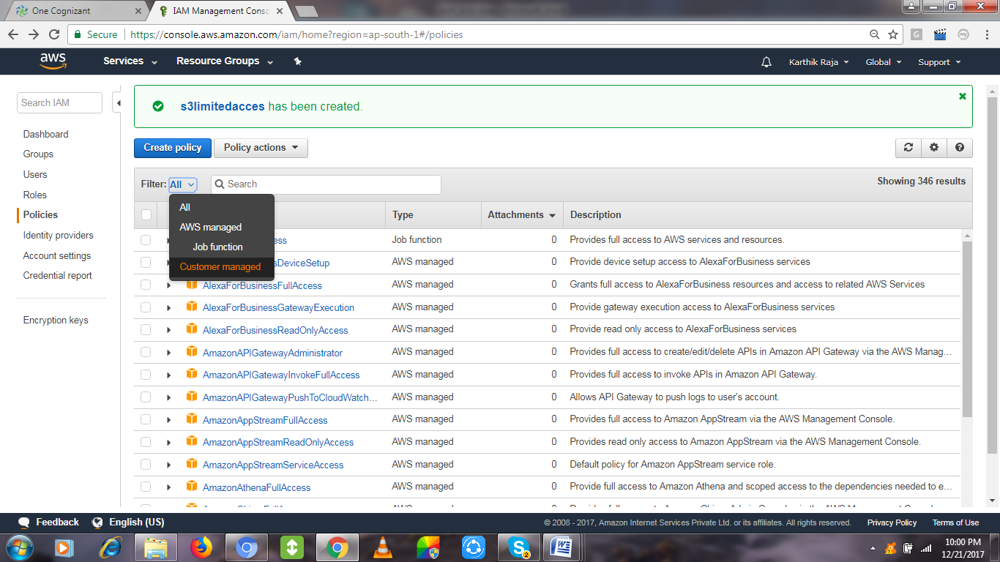 One Cognizant
IAM Management Conso
Secure
https://console.aws.amazon.com/iam/home?region=ap-south-1#/policies
aws
Services
Resource Groups
Karthik Raja
Global
Support
Search IAM
Dashboard
Groups
Users
Roles
Policies
Identity providers
Account settings
Credential report
Encryption keys
s3limitedacces has been created.
Create policy
Policy actions
Filter: All
Search
Showing 346 results
All
AWS managed
Job function
Customer managed
Type
Attachments
Description
ess Job function 0 Provides full access to AWS services and resources.
sDeviceSetup AWS managed 0 Provide device setup access to AlexaForBusiness services
AlexaForBusinessFullAccess AWS managed 0 Grants full access to AlexaForBusiness resources and access to related AWS Services
AlexaForBusinessGatewayExecution AWS managed 0 Provide gateway execution access to AlexaForBusiness services
AlexaForBusinessReadOnlyAccess AWS managed 0 Provide read only access to AlexaForBusiness services
AmazonAPIGatewayAdministrator AWS managed 0 Provides full access to create/edit/delete APIs in Amazon API Gateway via the AWS Manag…
AmazonAPIGatewayInvokeFullAccess AWS managed 0 Provides full access to invoke APIs in Amazon API Gateway.
AmazonAPIGatewayPushToCloudWatch… AWS managed 0 Allows API Gateway to push logs to user's account.
AmazonAppStreamFullAccess AWS managed 0 Provides full access to Amazon AppStream via the AWS Management Console.
AmazonAppStreamReadOnlyAccess AWS managed 0 Provides read only access to Amazon AppStream via the AWS Management Console.
AmazonAppStreamServiceAccess AWS managed 0 Default policy for Amazon AppStream service role.
AmazonAthenaFullAccess AWS managed 0 Provide full access to Amazon Athena and scoped access to the dependencies needed to e…
Feedback
English (US)
© 2008 - 2017, Amazon Internet Services Private Ltd. or its affiliates. All rights reserved.
Privacy Policy
Terms of Use
10:00 PM
12/21/2017